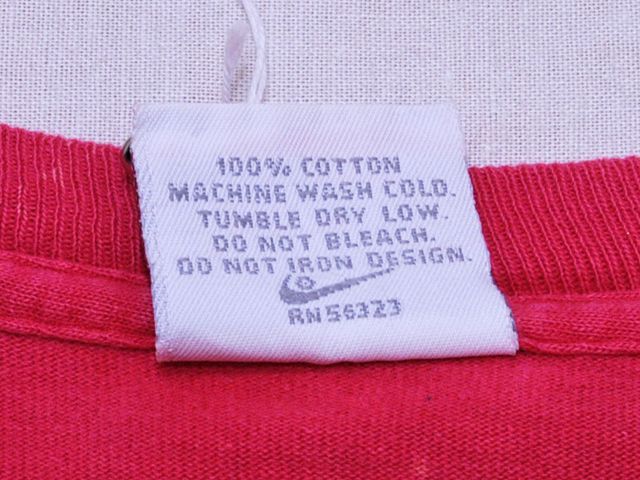 100% COTTON
MACHINE WASH COLD.
TUMBLE DRY LOW.
DO NOT BLEACH.
DO NOT IRON DESIGN.
RN56323